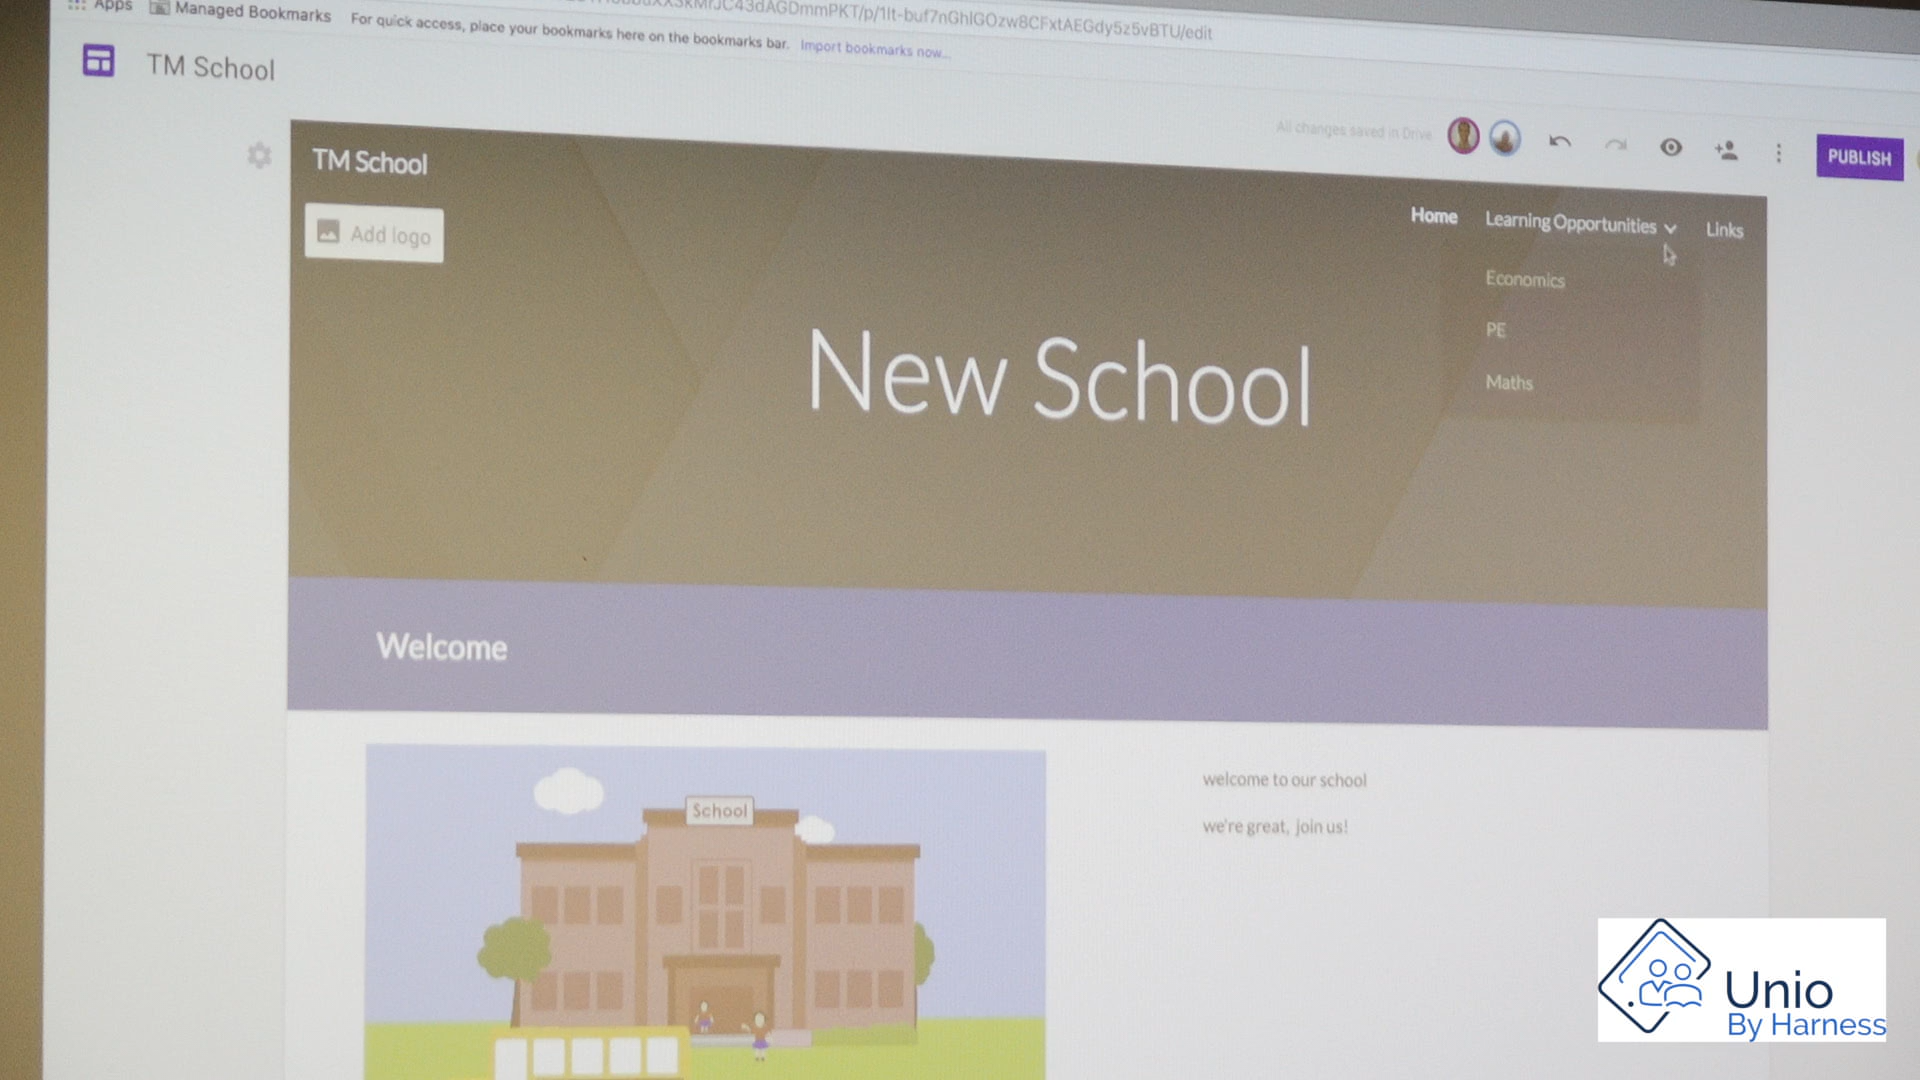 Apps Managed Bookmarks For quick access, place your bookmarks here on the bookmarks bar. Import bookmarks now...
TM School
All changes saved in Drive
PUBLISH
TM School
Add logo
Home Learning Opportunities Links
Economics
PE
Maths
New School
Welcome
School
welcome to our school
we're great, join us!
Unio
By Harness